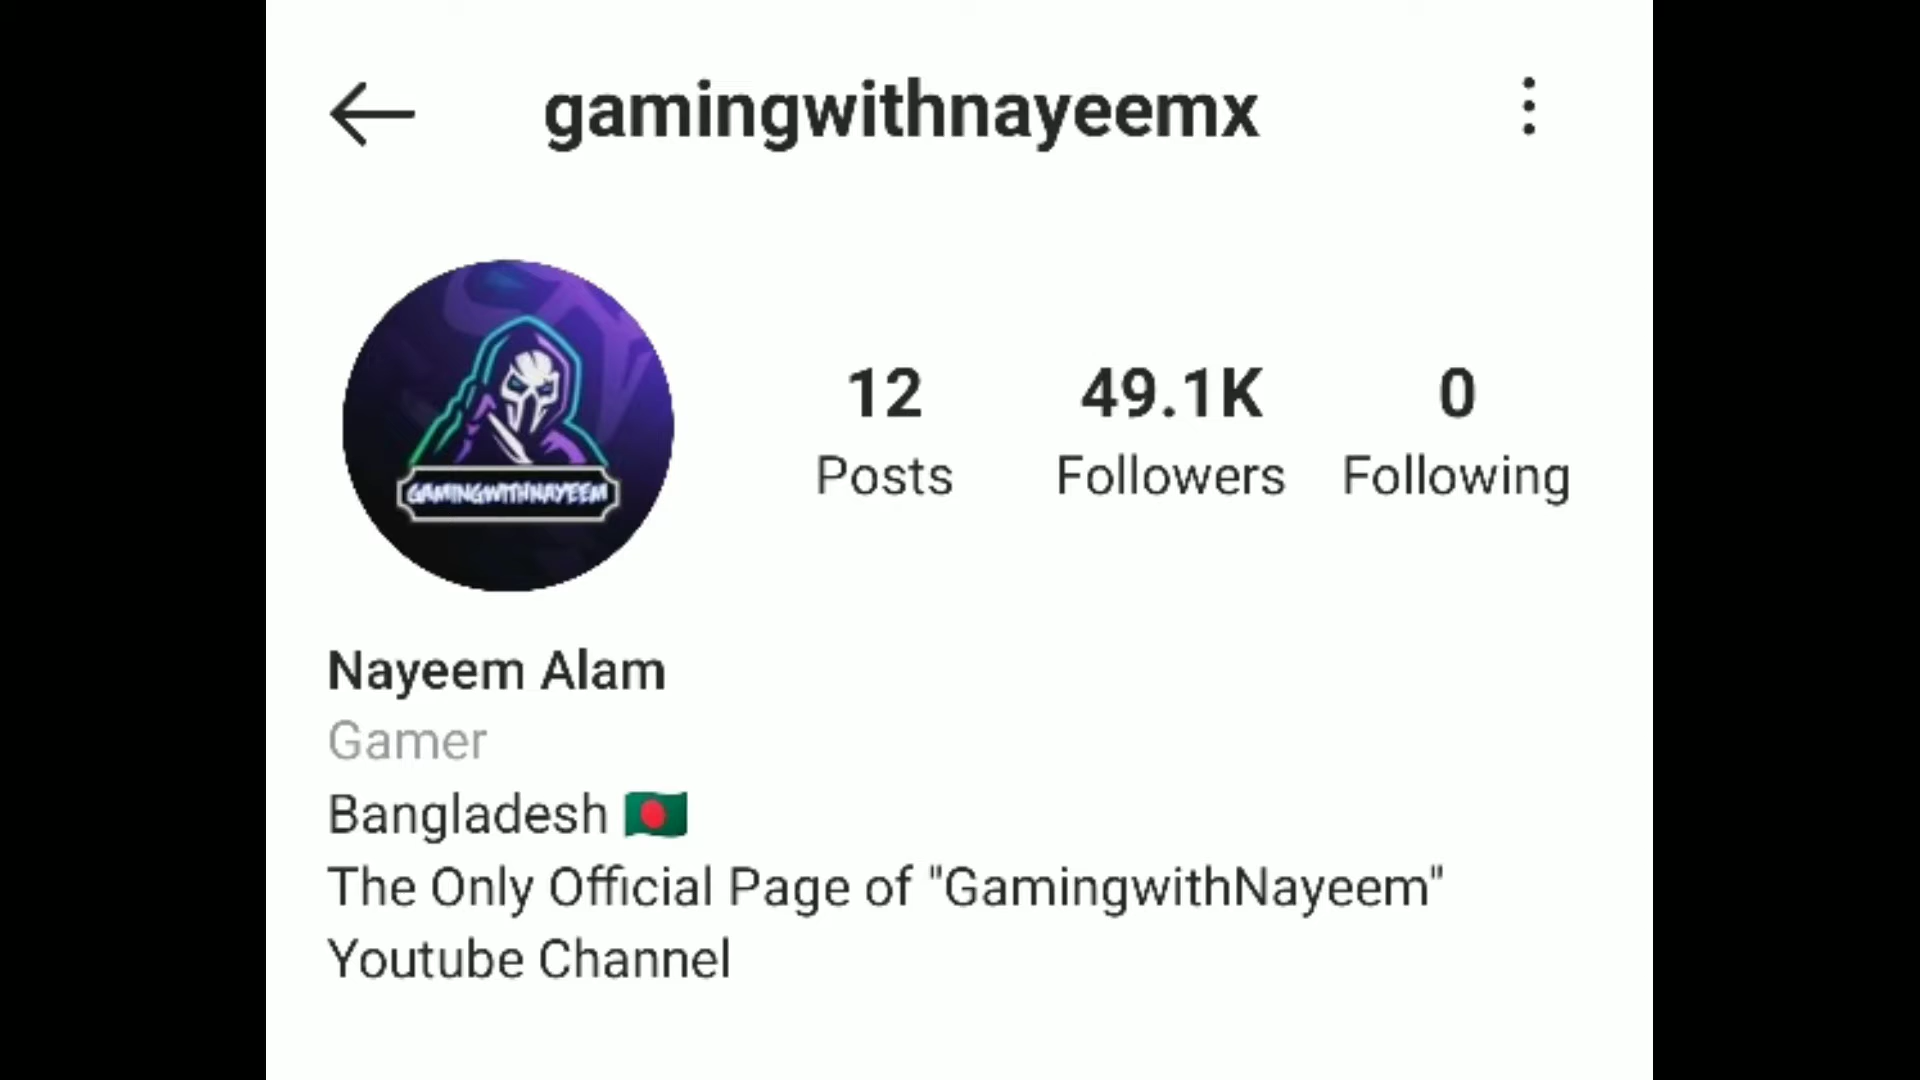 gamingwithnayeemx
GAMINGWITHNAYEEM
12 49.1K 0
Posts Followers Following
Nayeem Alam
Gamer
Bangladesh 🇧🇩
The Only Official Page of "GamingwithNayeem"
Youtube Channel